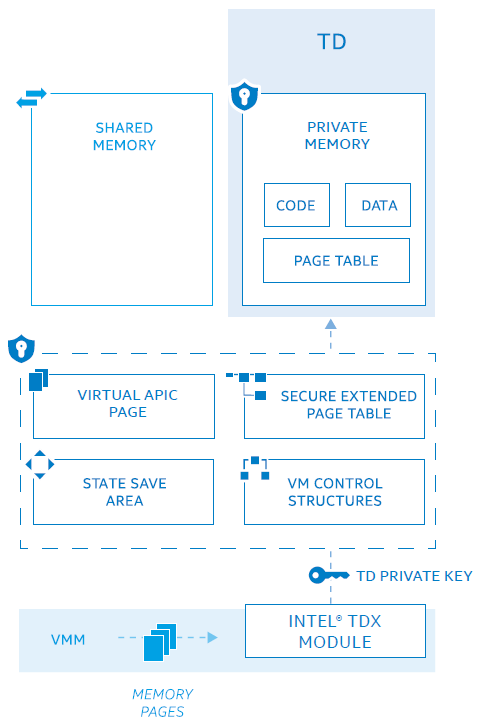 TD
SHARED
MEMORY
PRIVATE
MEMORY
CODE
DATA
PAGE TABLE
VIRTUAL APIC
PAGE
SECURE EXTENDED
PAGE TABLE
STATE SAVE
AREA
VM CONTROL
STRUCTURES
TD PRIVATE KEY
VMM
INTEL® TDX
MODULE
MEMORY
PAGES